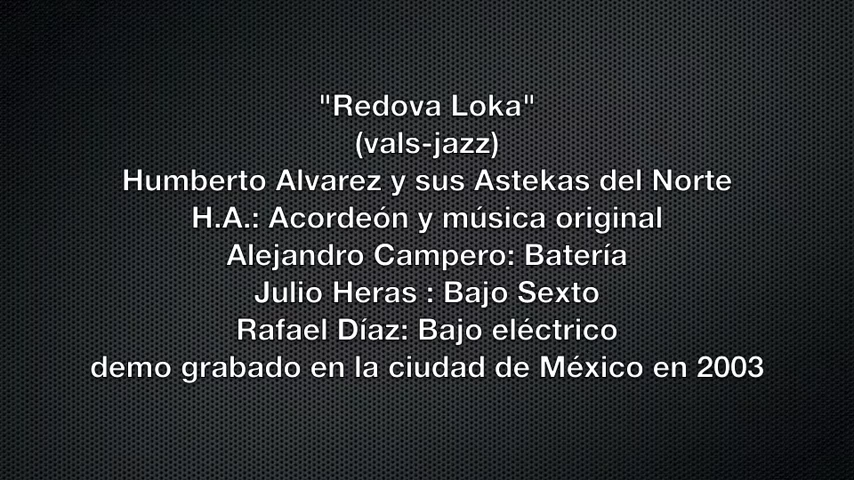 "Redova Loka"
(vals-jazz)
Humberto Alvarez y sus Astekas del Norte
H.A.: Acordeón y música original
Alejandro Campero: Batería
Julio Heras : Bajo Sexto
Rafael Díaz: Bajo eléctrico
demo grabado en la ciudad de México en 2003